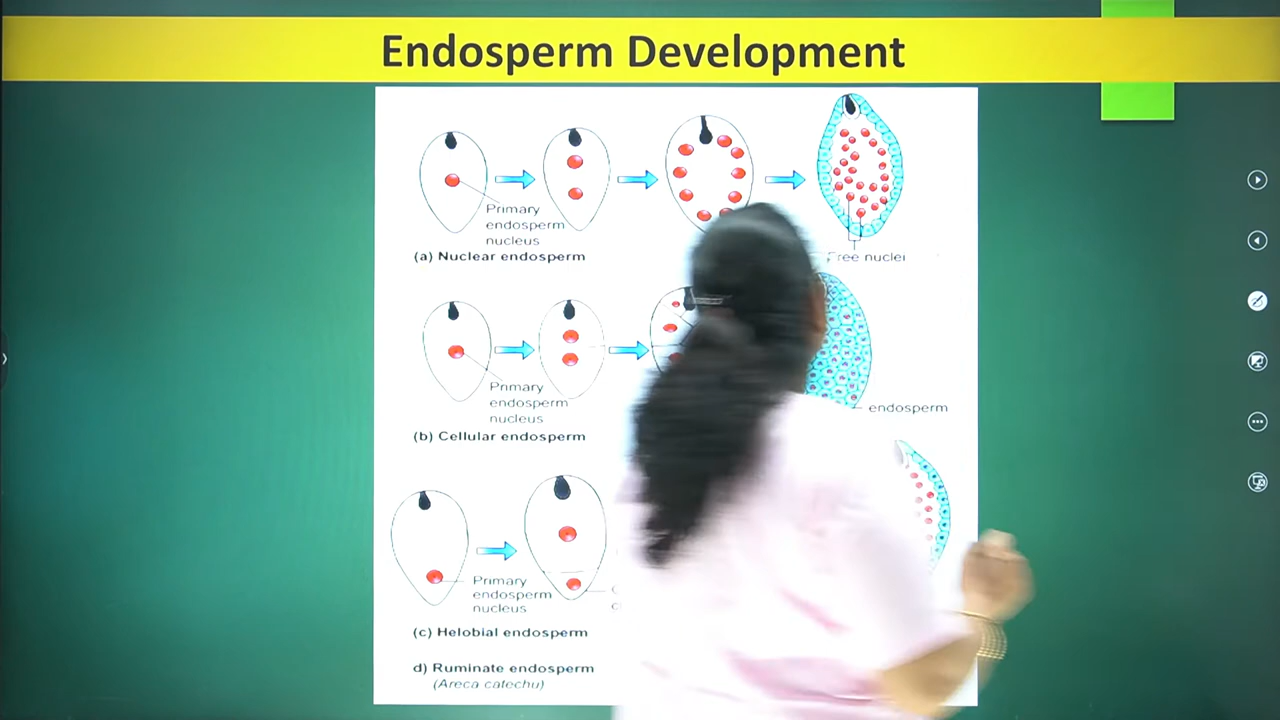 Endosperm Development
Primary
endosperm
nucleus
Free nuclei
(a) Nuclear endosperm
Primary
endosperm
nucleus
endosperm
(b) Cellular endosperm
Primary
endosperm
nucleus
(c) Helobial endosperm
d) Ruminate endosperm
(Areca catechu)